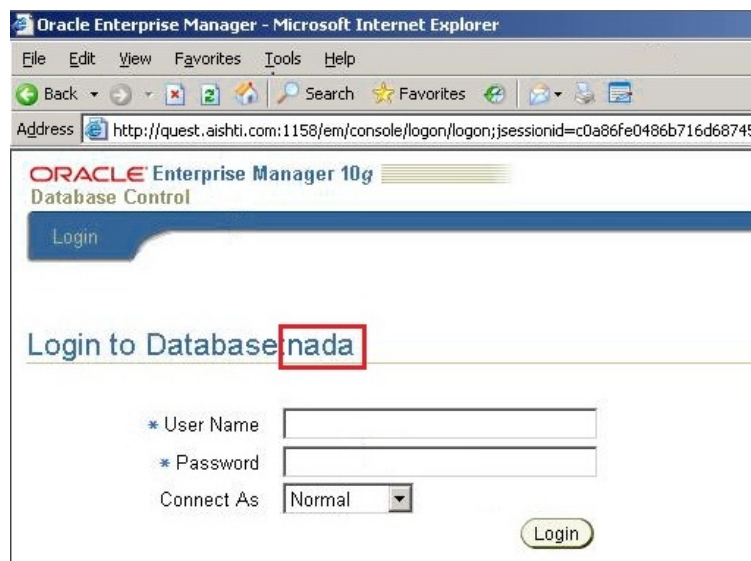 Oracle Enterprise Manager - Microsoft Internet Explorer
File Edit View Favorites Tools Help
Back Search Favorites
Address http://quest.aishti.com:1158/em/console/logon/logon;jsessionid=c0a86fe0486b716d68749
ORACLE Enterprise Manager 10g
Database Control
Login
Login to Database:nada
* User Name
* Password
Connect As Normal
Login